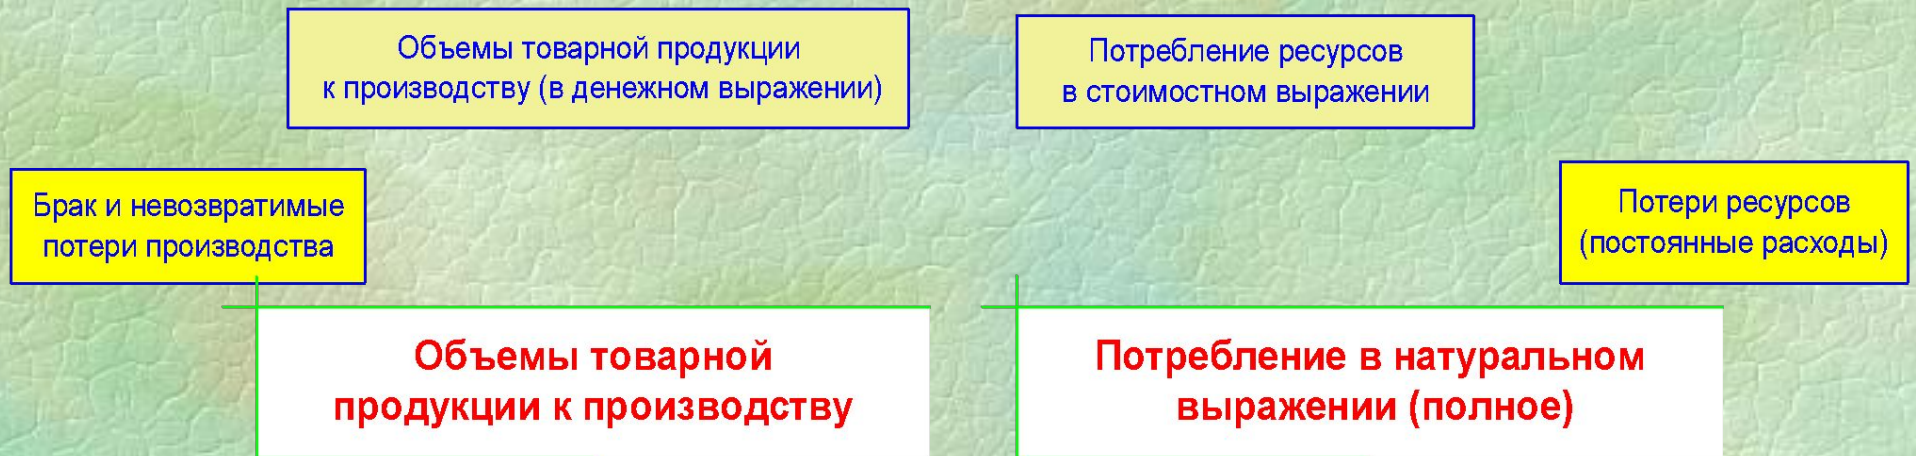 Объемы товарной продукции
к производству (в денежном выражении)
Потребление ресурсов
в стоимостном выражении
Брак и невозвратимые
потери производства
Потери ресурсов
(постоянные расходы)
Объемы товарной
продукции к производству
Потребление в натуральном
выражении (полное)